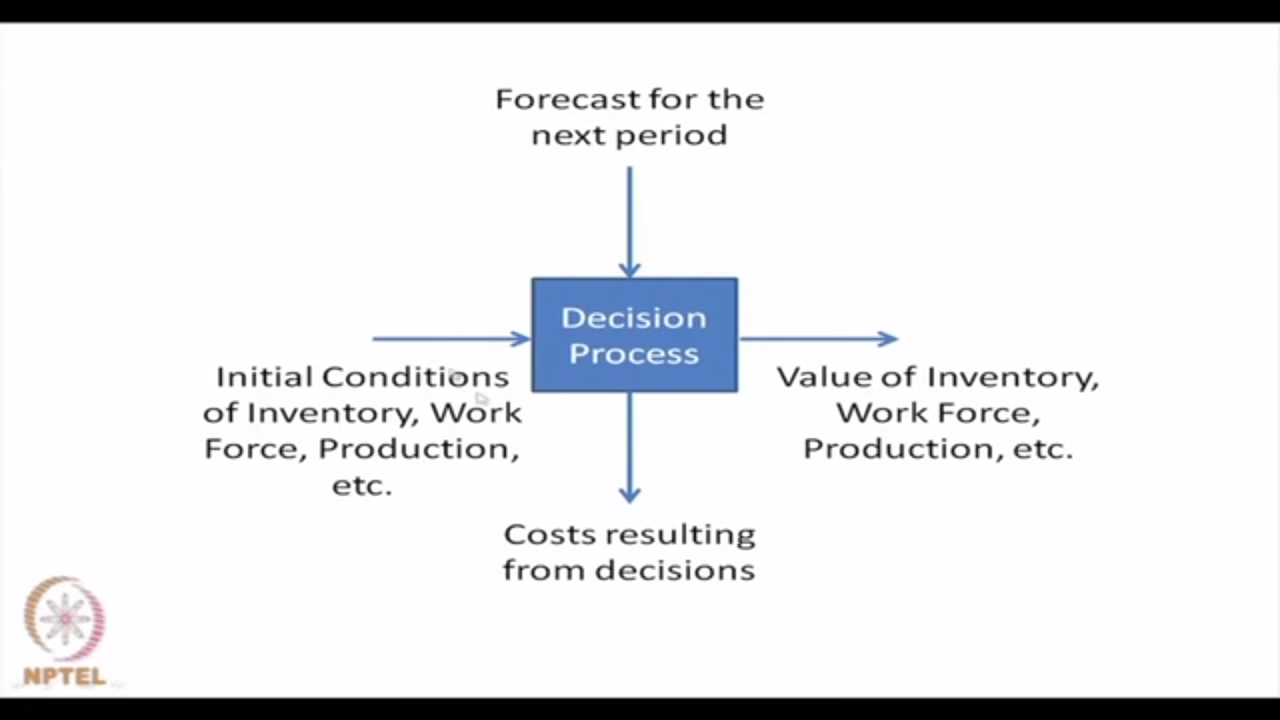 Forecast for the
next period
Decision
Process
Initial Conditions
of Inventory, Work
Force, Production,
etc.
Value of Inventory,
Work Force,
Production, etc.
Costs resulting
from decisions
NPTEL